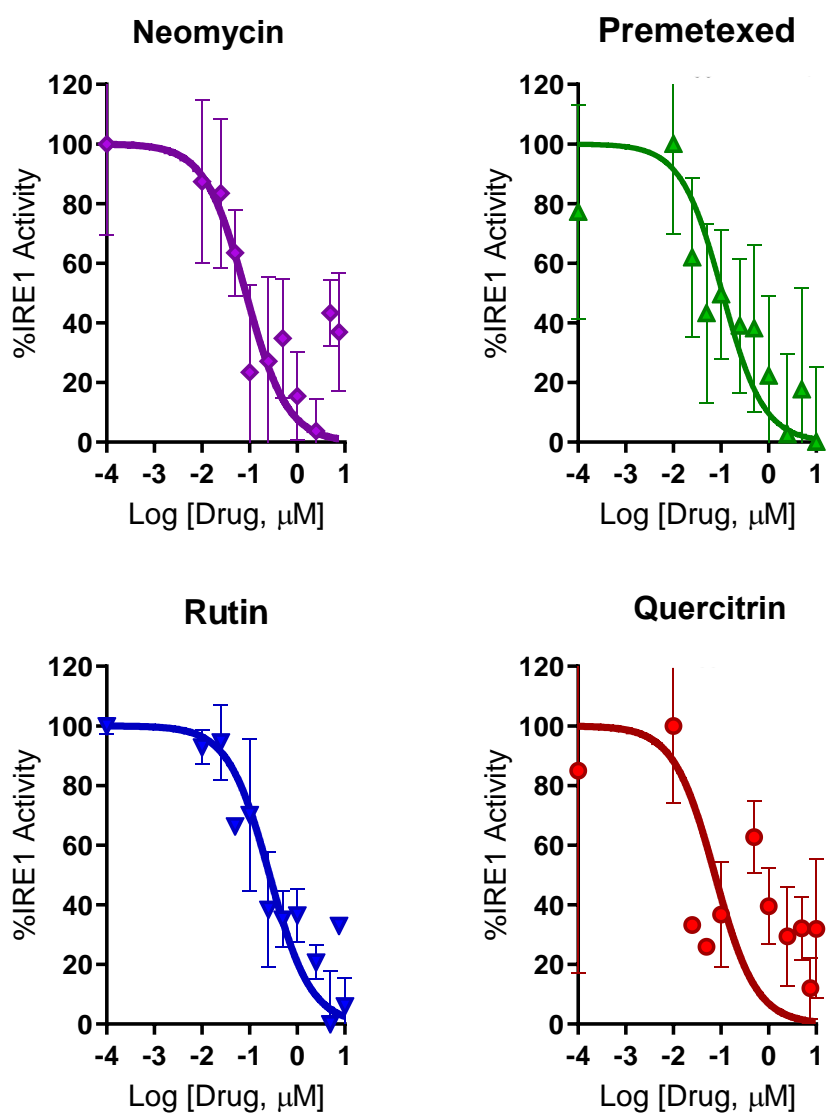 Neomycin
120
100
80
60
40
20
0
%IRE1 Activity
-4 -3 -2 -1 0 1
Log [Drug, μM]
Premetexed
120
100
80
60
40
20
0
%IRE1 Activity
-4 -3 -2 -1 0 1
Log [Drug, μM]
Rutin
120
100
80
60
40
20
0
%IRE1 Activity
-4 -3 -2 -1 0 1
Log [Drug, μM]
Quercitrin
120
100
80
60
40
20
0
%IRE1 Activity
-4 -3 -2 -1 0 1
Log [Drug, μM]